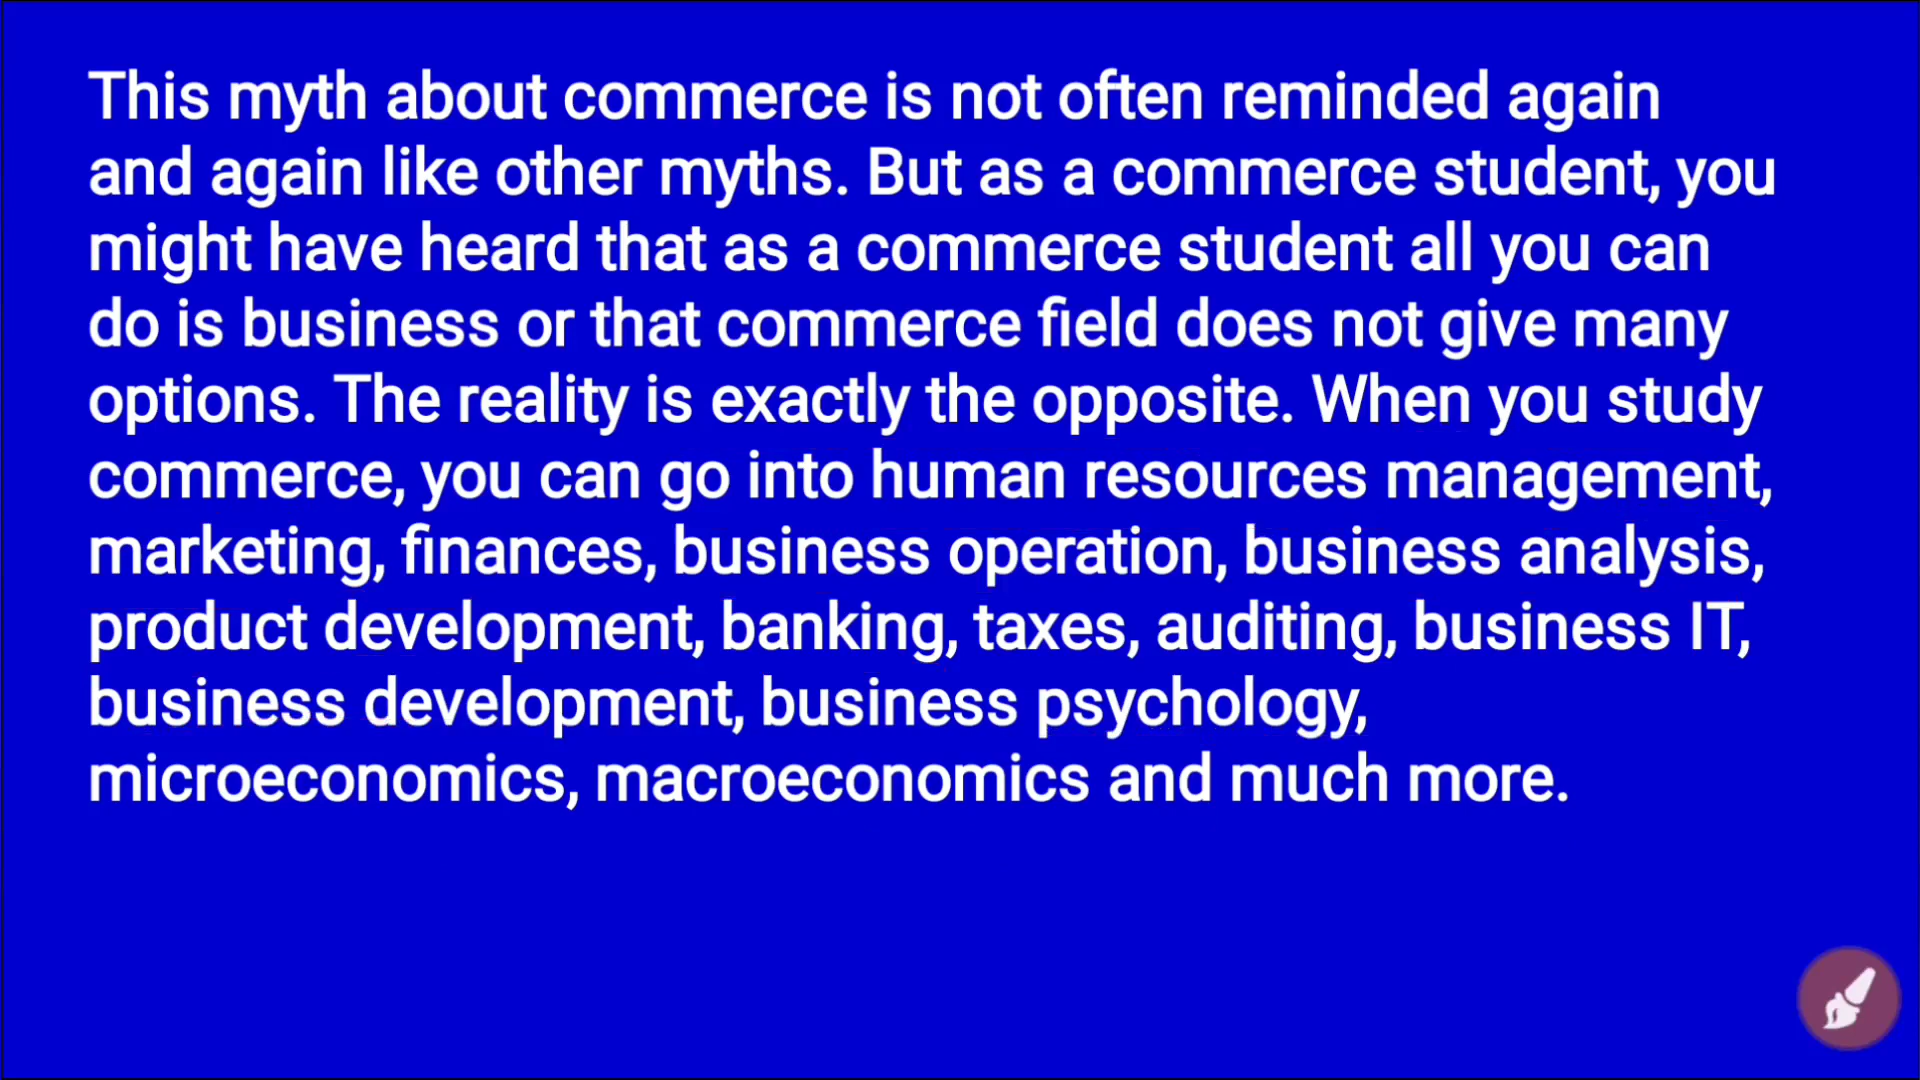 This myth about commerce is not often reminded again
and again like other myths. But as a commerce student, you
might have heard that as a commerce student all you can
do is business or that commerce field does not give many
options. The reality is exactly the opposite. When you study
commerce, you can go into human resources management,
marketing, finances, business operation, business analysis,
product development, banking, taxes, auditing, business IT,
business development, business psychology,
microeconomics, macroeconomics and much more.